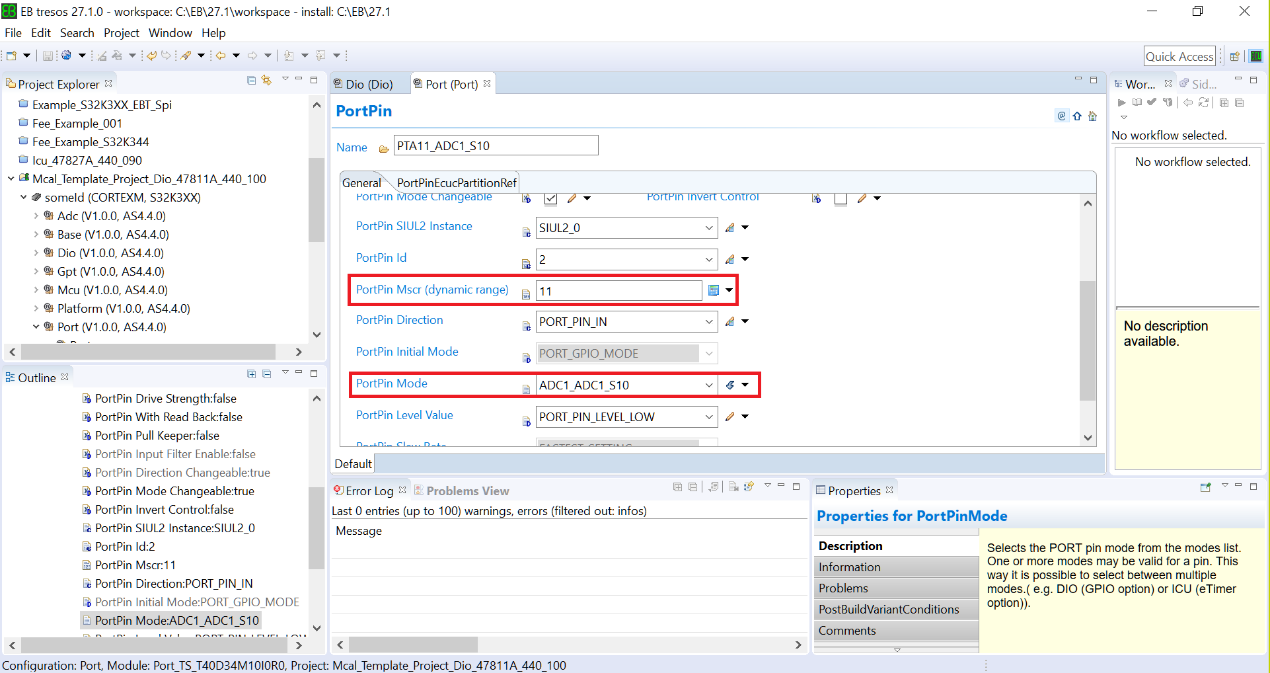 EB tresos 27.1.0 - workspace: C:\EB\27.1\workspace - install: C:\EB\27.1
File Edit Search Project Window Help
Quick Access
Project Explorer
Example_S32K3XX_EBT_Spi
Fee_Example_001
Fee_Example_S32K344
Icu_47827A_440_090
Mcal_Template_Project_Dio_47811A_440_100
someId (CORTEXM, S32K3XX)
Adc (V1.0.0, AS4.4.0)
Base (V1.0.0, AS4.4.0)
Dio (V1.0.0, AS4.4.0)
Gpt (V1.0.0, AS4.4.0)
Mcu (V1.0.0, AS4.4.0)
Platform (V1.0.0, AS4.4.0)
Port (V1.0.0, AS4.4.0)
Outline
PortPin Drive Strength:false
PortPin With Read Back:false
PortPin Pull Keeper:false
PortPin Input Filter Enable:false
PortPin Direction Changeable:true
PortPin Mode Changeable:true
PortPin Invert Control:false
PortPin SIUL2 Instance:SIUL2_0
PortPin Id:2
PortPin Mscr:11
PortPin Direction:PORT_PIN_IN
PortPin Initial Mode:PORT_GPIO_MODE
PortPin Mode:ADC1_ADC1_S10
PortPin Level Value:PORT_PIN_LEVEL_LOW
Dio (Dio) Port (Port)
PortPin
Name PTA11_ADC1_S10
General PortPinEcucPartitionRef
PortPin Mode Changeable PortPin Invert Control
PortPin SIUL2 Instance SIUL2_0
PortPin Id 2
PortPin Mscr (dynamic range) 11
PortPin Direction PORT_PIN_IN
PortPin Initial Mode PORT_GPIO_MODE
PortPin Mode ADC1_ADC1_S10
PortPin Level Value PORT_PIN_LEVEL_LOW
PortPin Slew Rate FASTEST_SETTING
Default
Error Log Problems View
Last 0 entries (up to 100) warnings, errors (filtered out: infos)
Message
Wor... Sid...
No workflow selected.
No workflow selected.
No description
available.
Properties
Properties for PortPinMode
Description
Information
Problems
PostBuildVariantConditions
Comments
Selects the PORT pin mode from the modes list.
One or more modes may be valid for a pin. This
way it is possible to select between multiple
modes.( e.g. DIO (GPIO option) or ICU (eTimer
option)).
Configuration: Port, Module: Port_TS_T40D34M10I0R0, Project: Mcal_Template_Project_Dio_47811A_440_100